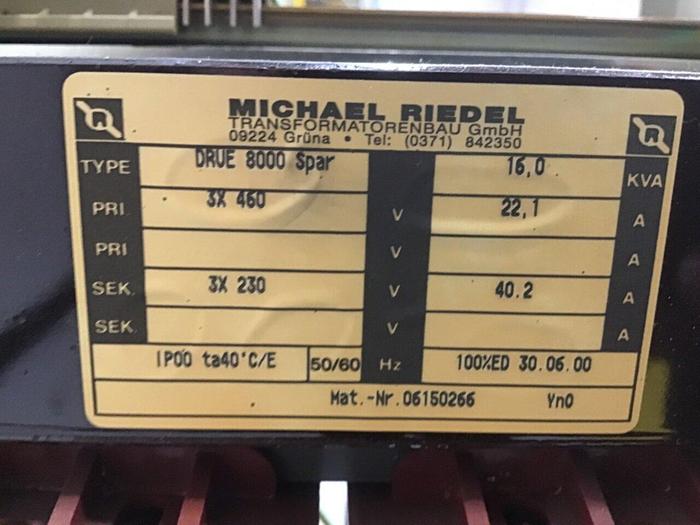 MICHAEL RIEDEL
TRANSFORMATORENBAU GmbH
09224 Grüna • Tel: (0371) 842350
TYPE DRUE 8000 Spar 16,0 KVA
PRI. 3X 460 V 22,1 A
PRI V A
SEK. 3X 230 V 40.2 A
SEK. V A
IP00 ta40°C/E 50/60 Hz 100%ED 30.06.00
Mat.-Nr.06150266 Yn0